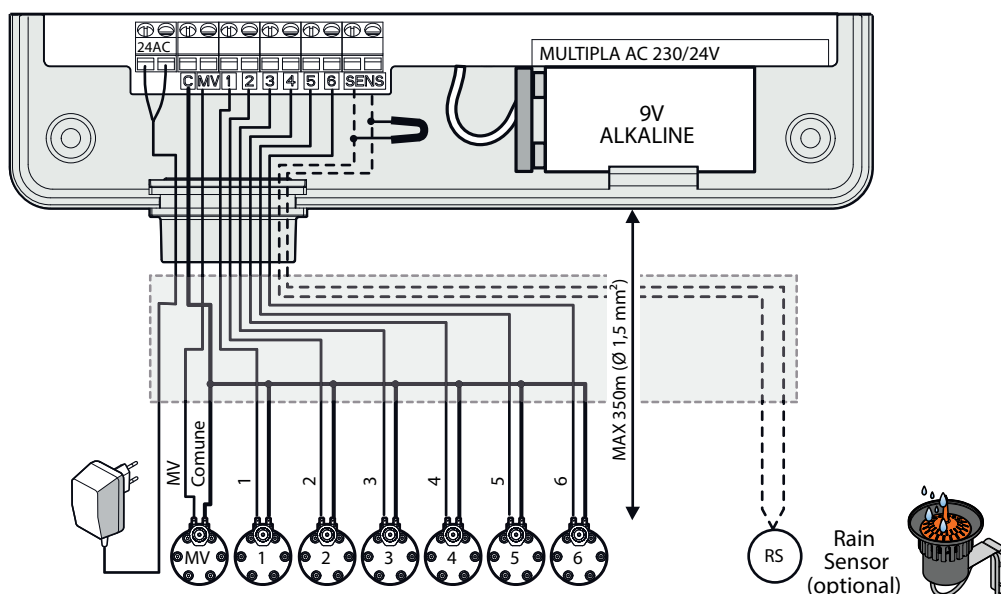 24AC
C MV 1 2 3 4 5 6 SENS
MULTIPLA AC 230/24V
9V
ALKALINE
MAX 350m (Ø 1,5 mm²)
MV
Comune
1
2
3
4
5
6
MV
1
2
3
4
5
6
RS
Rain
Sensor
(optional)